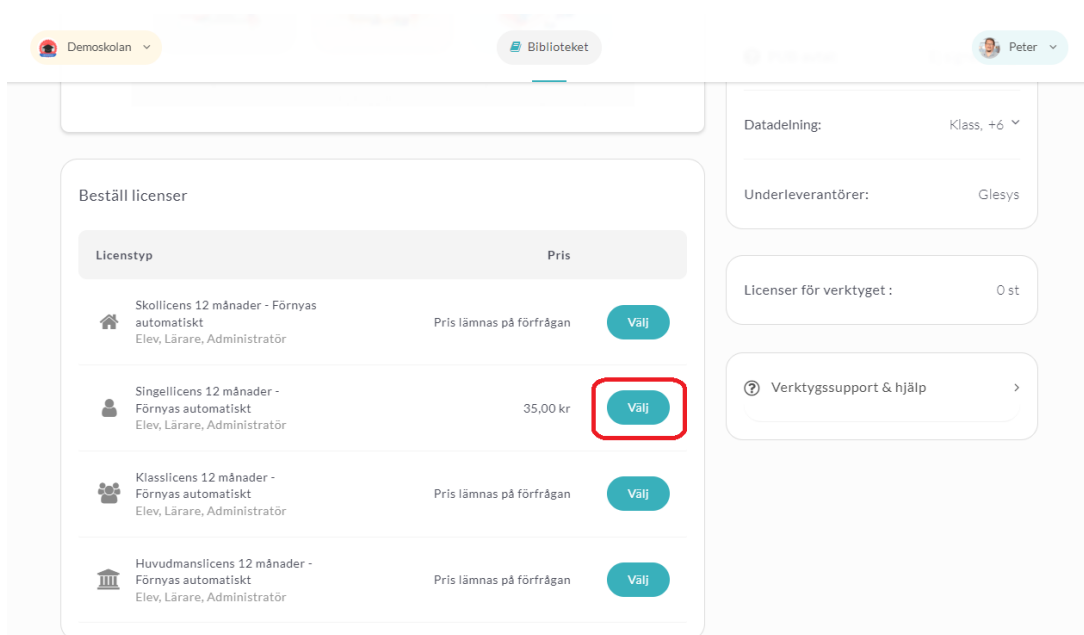 Demoskolan
Biblioteket
Peter
Datadelning:
Klass, +6
Underleverantörer:
Glesys
Beställ licenser
Licenstyp
Pris
Skollicens 12 månader - Förnyas
automatiskt
Elev, Lärare, Administratör
Pris lämnas på förfrågan
Välj
Singellicens 12 månader -
Förnyas automatiskt
Elev, Lärare, Administratör
35,00 kr
Välj
Klasslicens 12 månader -
Förnyas automatiskt
Elev, Lärare, Administratör
Pris lämnas på förfrågan
Välj
Huvudmanslicens 12 månader -
Förnyas automatiskt
Elev, Lärare, Administratör
Pris lämnas på förfrågan
Välj
Licenser för verktyget :
0 st
Verktygssupport & hjälp